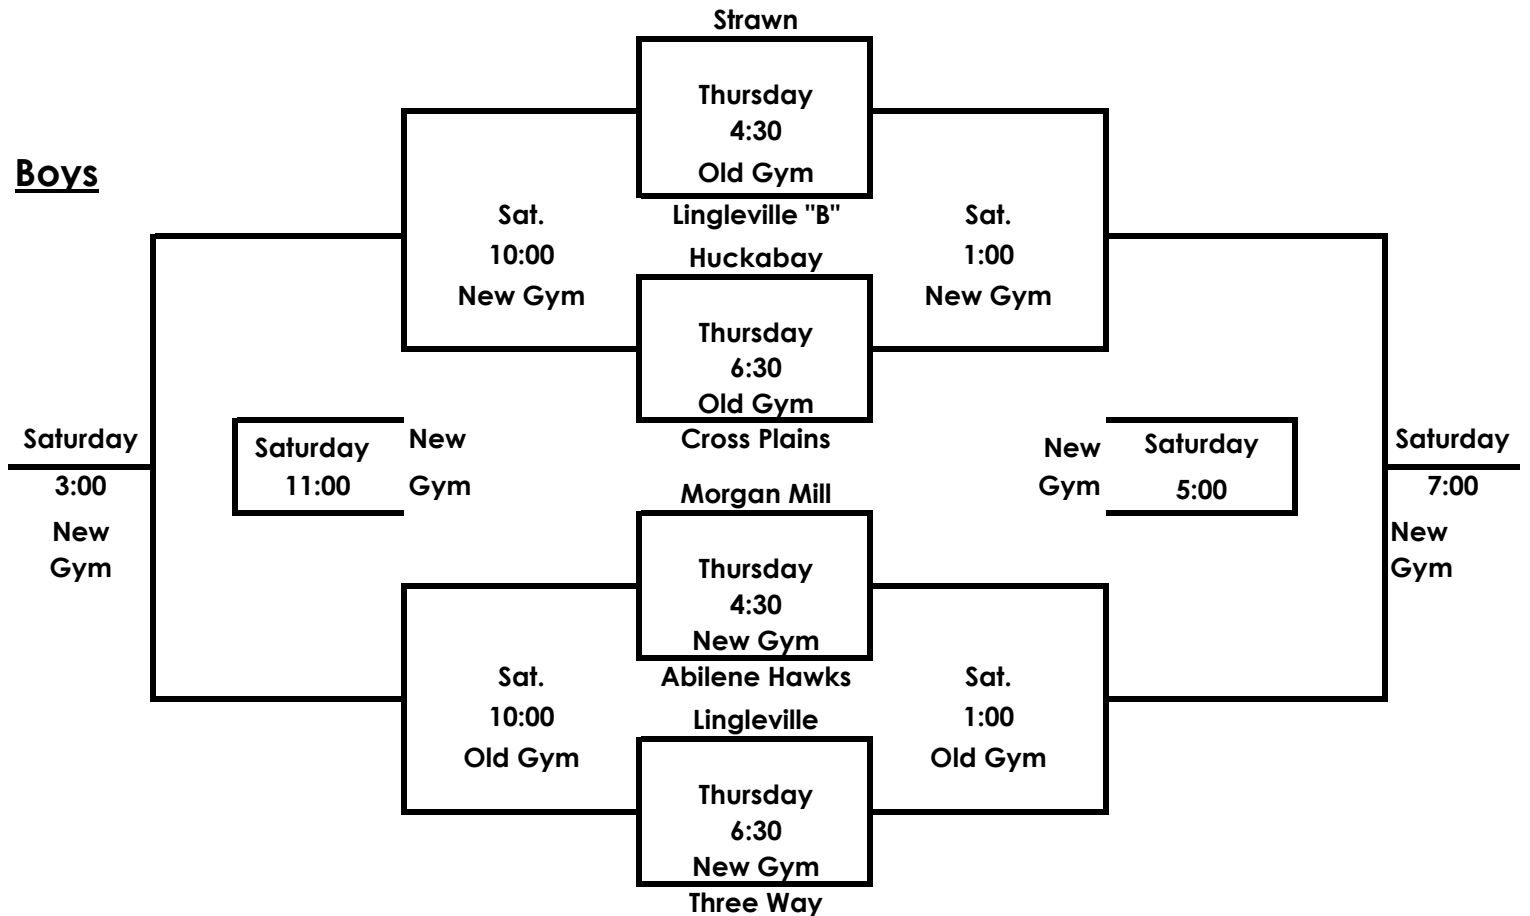 Strawn
Thursday
4:30
Old Gym
Boys
Sat.
10:00
New Gym
Lingleville "B"
Huckabay
Sat.
1:00
New Gym
Thursday
6:30
Old Gym
Cross Plains
Saturday
3:00
New
Gym
Saturday
11:00
New
Gym
New
Gym
Saturday
5:00
Saturday
7:00
New
Gym
Morgan Mill
Thursday
4:30
New Gym
Abilene Hawks
Sat.
10:00
Old Gym
Lingleville
Sat.
1:00
Old Gym
Thursday
6:30
New Gym
Three Way